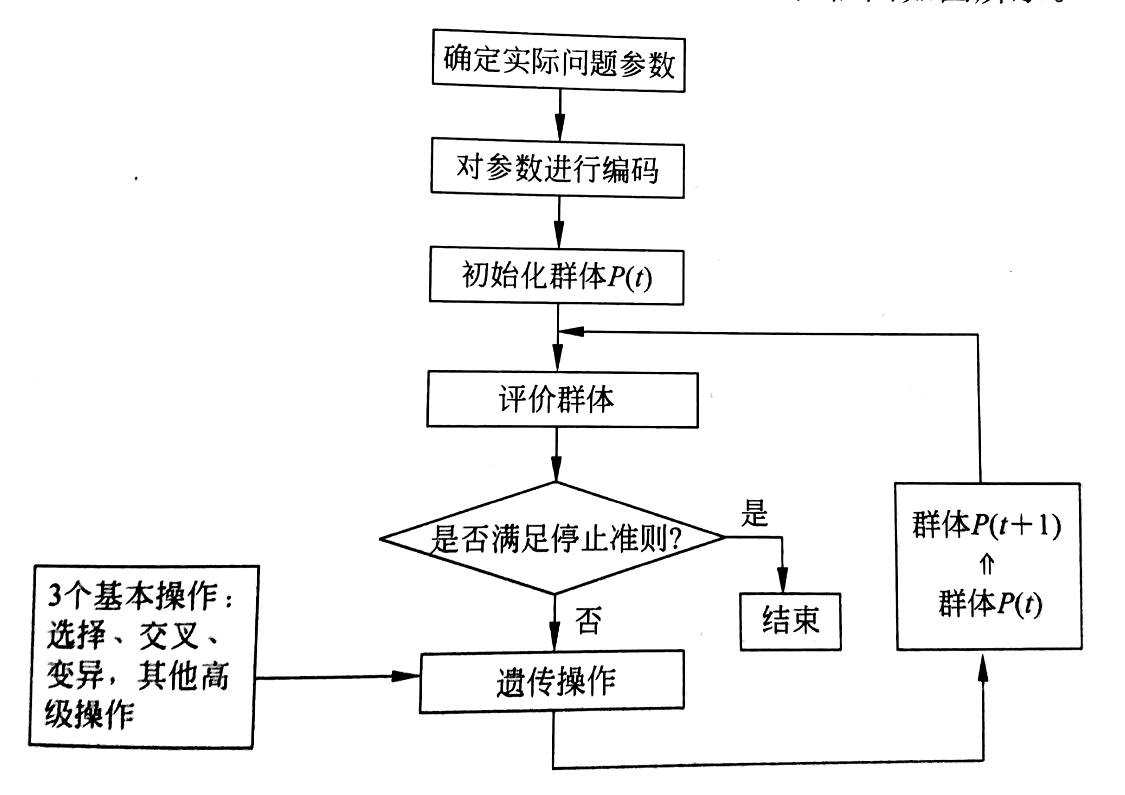 确定实际问题参数
对参数进行编码
初始化群体P(t)
评价群体
是否满足停止准则?
是
否
结束
3个基本操作：
选择、交叉、
变异，其他高
级操作
遗传操作
群体P(t+1)
⇑
群体P(t)